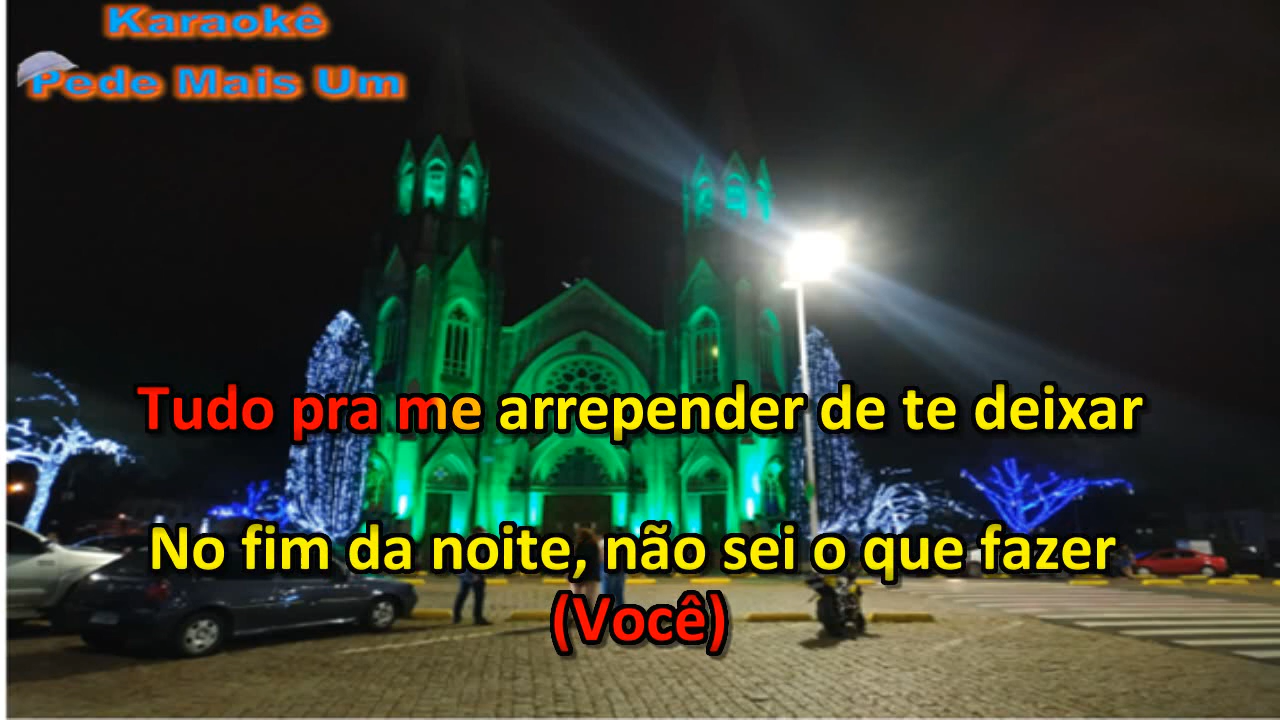 Karaokê
Pede Mais Um
Tudo pra me arrepender de te deixar
No fim da noite, não sei o que fazer
(Você)